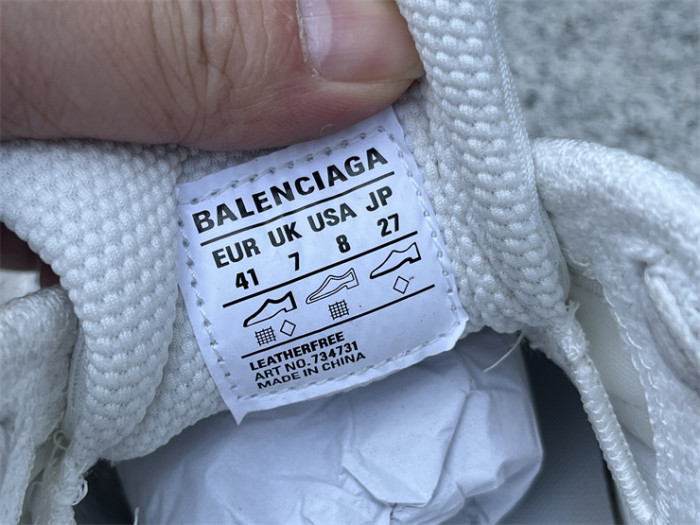 BALENCIAGA
EUR UK USA JP
41 7 8 27
LEATHERFREE
ART NO.734731
MADE IN CHINA